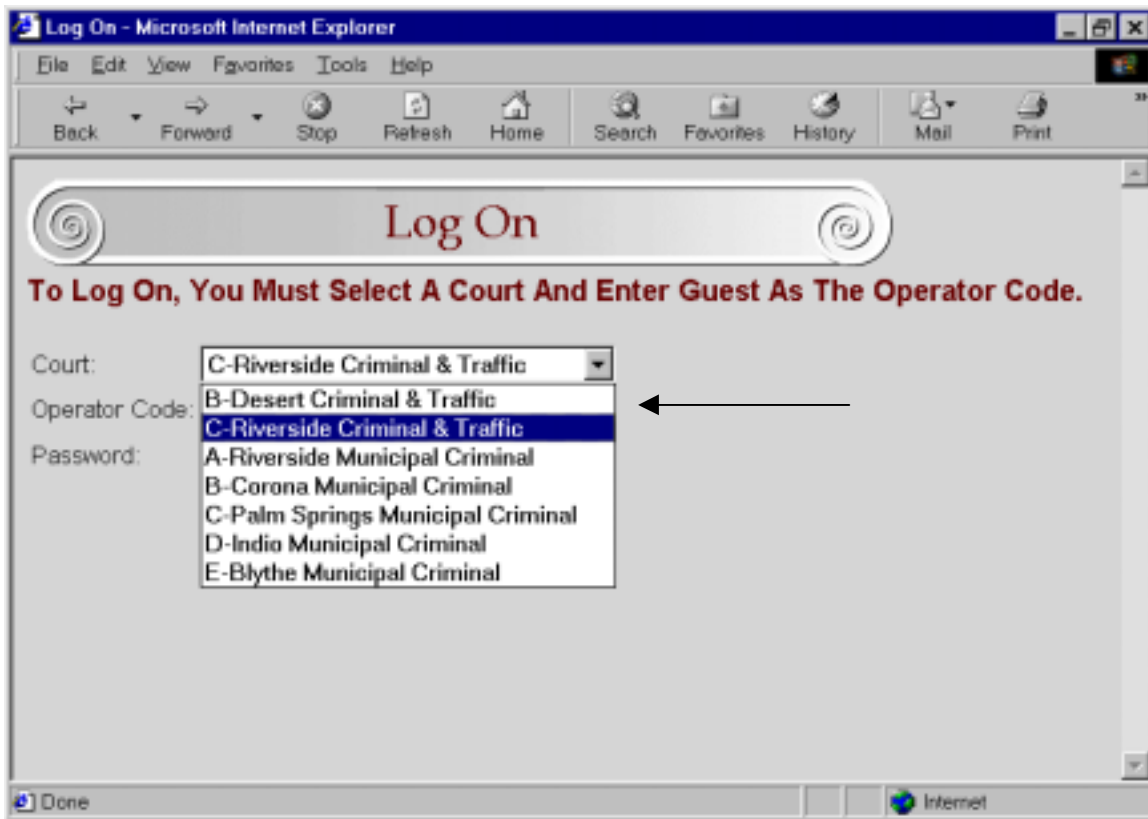 Log On - Microsoft Internet Explorer
File Edit View Favorites Tools Help
Back Forward Stop Refresh Home Search Favorites History Mail Print
Log On
To Log On, You Must Select A Court And Enter Guest As The Operator Code.
Court: C-Riverside Criminal & Traffic
Operator Code: B-Desert Criminal & Traffic
C-Riverside Criminal & Traffic
Password: A-Riverside Municipal Criminal
B-Corona Municipal Criminal
C-Palm Springs Municipal Criminal
D-Indio Municipal Criminal
E-Blythe Municipal Criminal
Done Internet